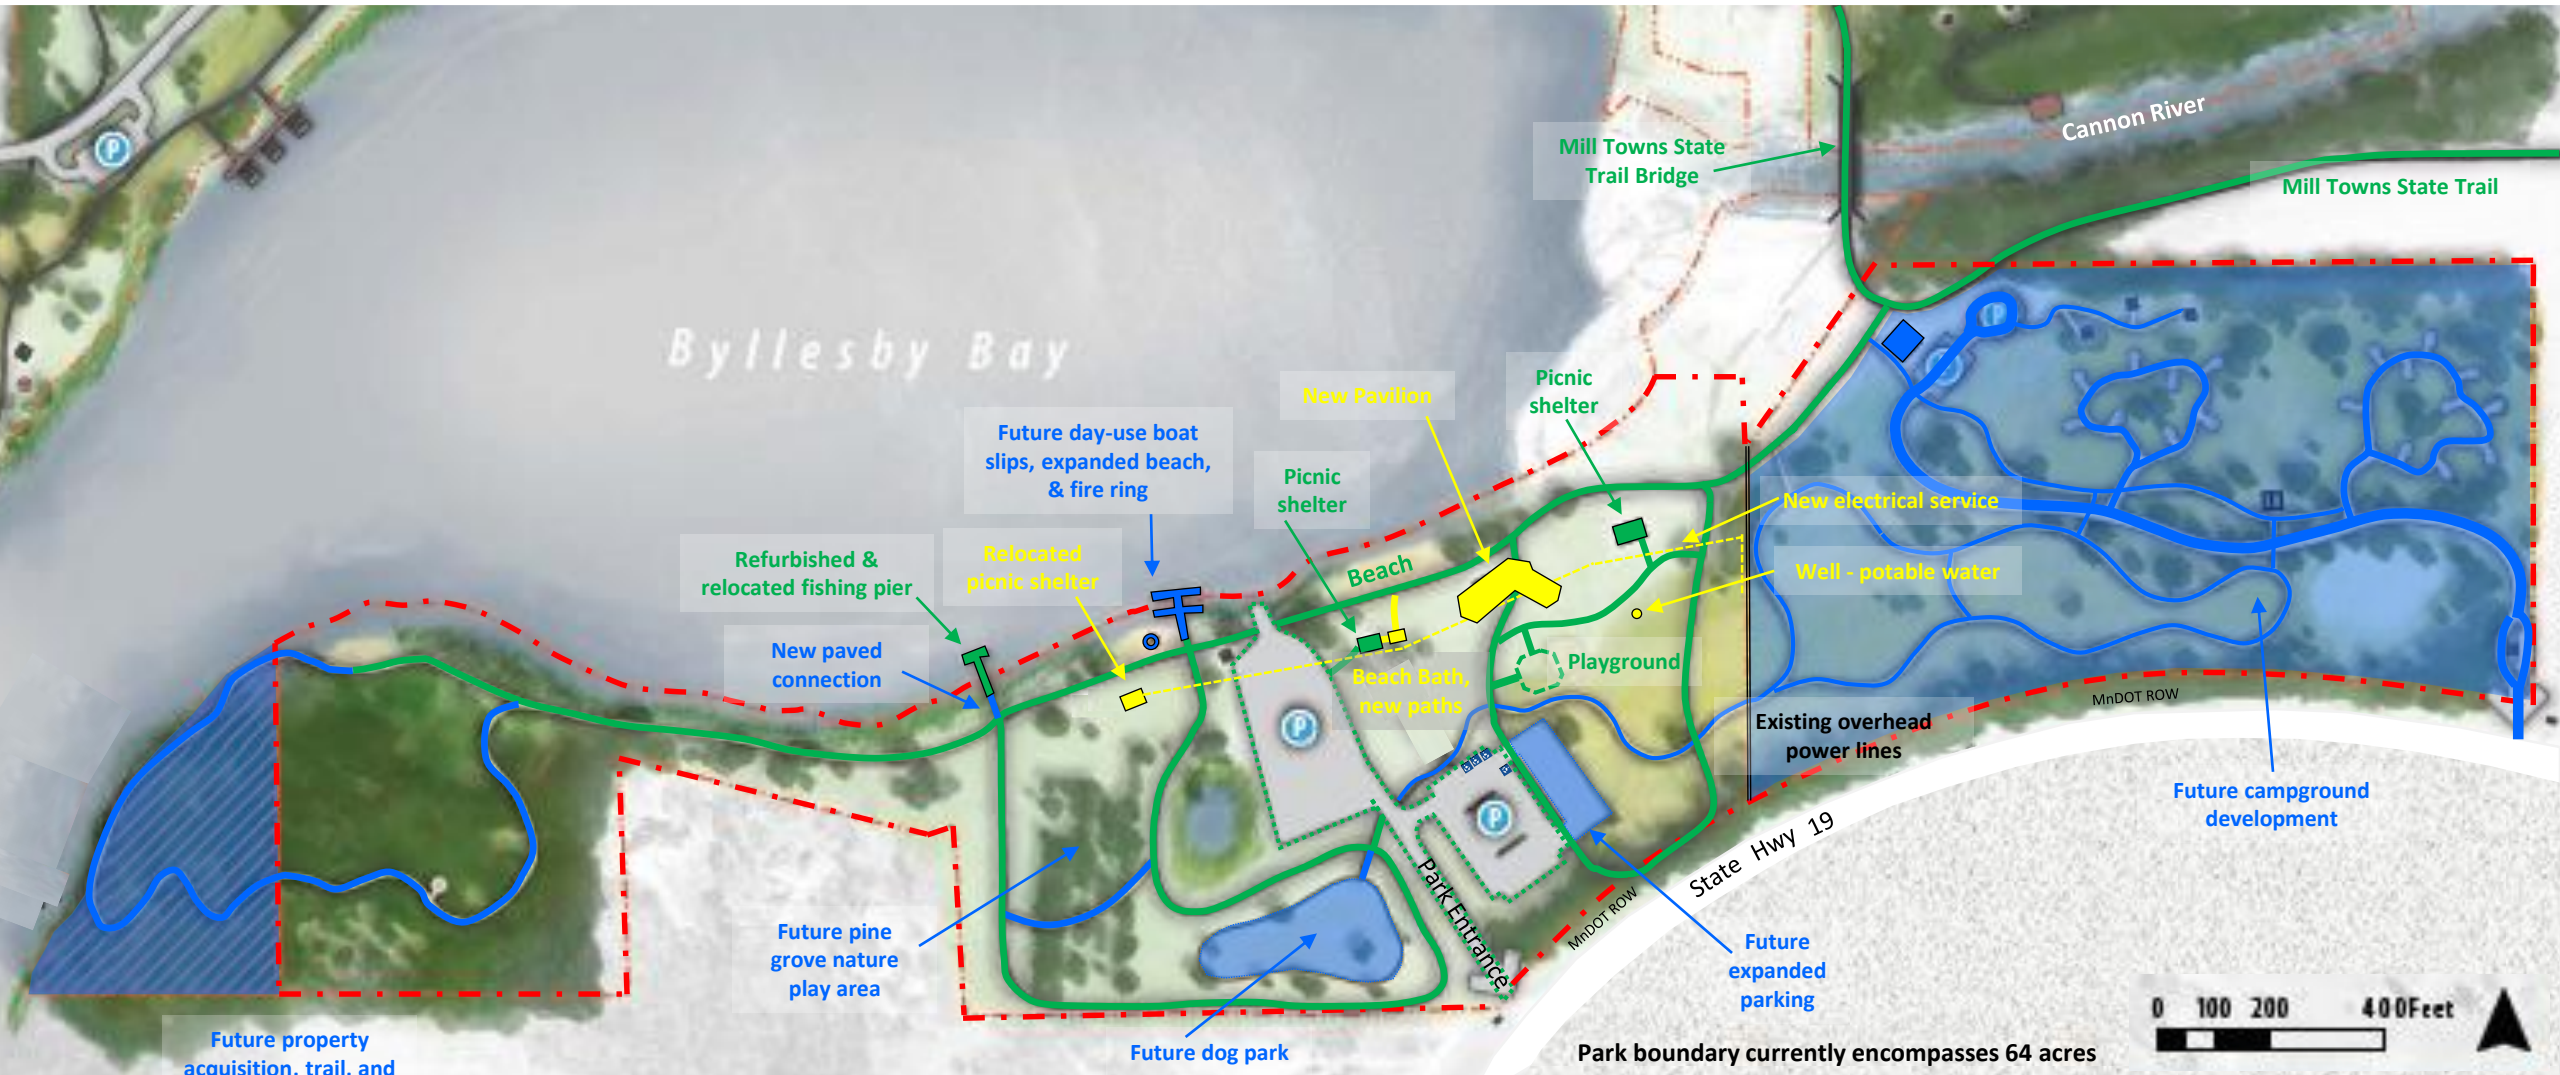 Cannon River
Mill Towns State
Trail Bridge
Mill Towns State Trail
Byllesby Bay
New Pavilion
Picnic
shelter
Future day-use boat
slips, expanded beach,
& fire ring
Picnic
shelter
New electrical service
Relocated
picnic shelter
Refurbished &
relocated fishing pier
Beach
Well - potable water
New paved
connection
Playground
Beach Bath,
new paths
P
P
P
P
P
MnDOT ROW
Existing overhead
power lines
Future campground
development
State Hwy 19
Park Entrance
MnDOT ROW
Future pine
grove nature
play area
Future
expanded
parking
Future dog park
Future property
acquisition, trail, and
Park boundary currently encompasses 64 acres
0 100 200 400Feet